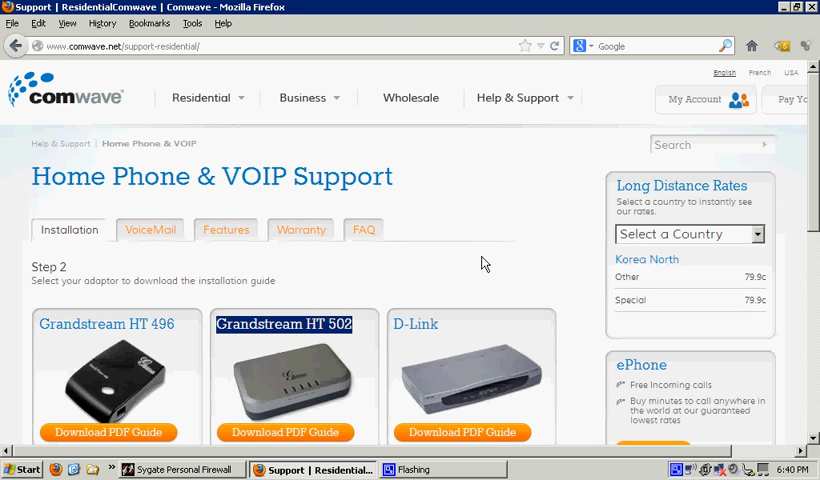 Support | ResidentialComwave | Comwave - Mozilla Firefox
File Edit View History Bookmarks Tools Help
www.comwave.net/support-residential/
Google
English French USA
comwave
Residential Business Wholesale Help & Support
My Account
Pay Yo
Help & Support | Home Phone & VOIP
Search
Home Phone & VOIP Support
Installation VoiceMail Features Warranty FAQ
Step 2
Select your adaptor to download the installation guide
Grandstream HT 496
Download PDF Guide
Grandstream HT 502
Download PDF Guide
D-Link
Download PDF Guide
Long Distance Rates
Select a country to instantly see
our rates.
Select a Country
Korea North
Other 79.9c
Special 79.9c
ePhone
Free Incoming calls
Buy minutes to call anywhere in
the world at our guaranteed
lowest rates
Start
Sygate Personal Firewall
Support | Residential...
Flashing
6:40 PM